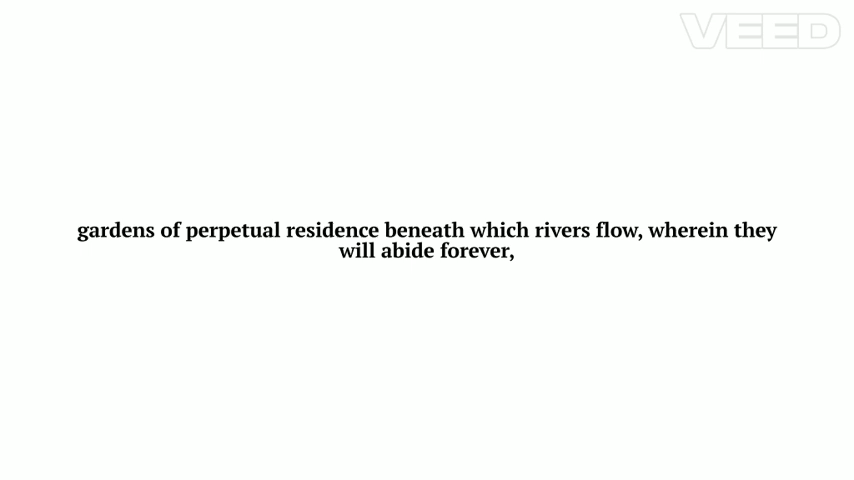 VEED
gardens of perpetual residence beneath which rivers flow, wherein they
will abide forever,